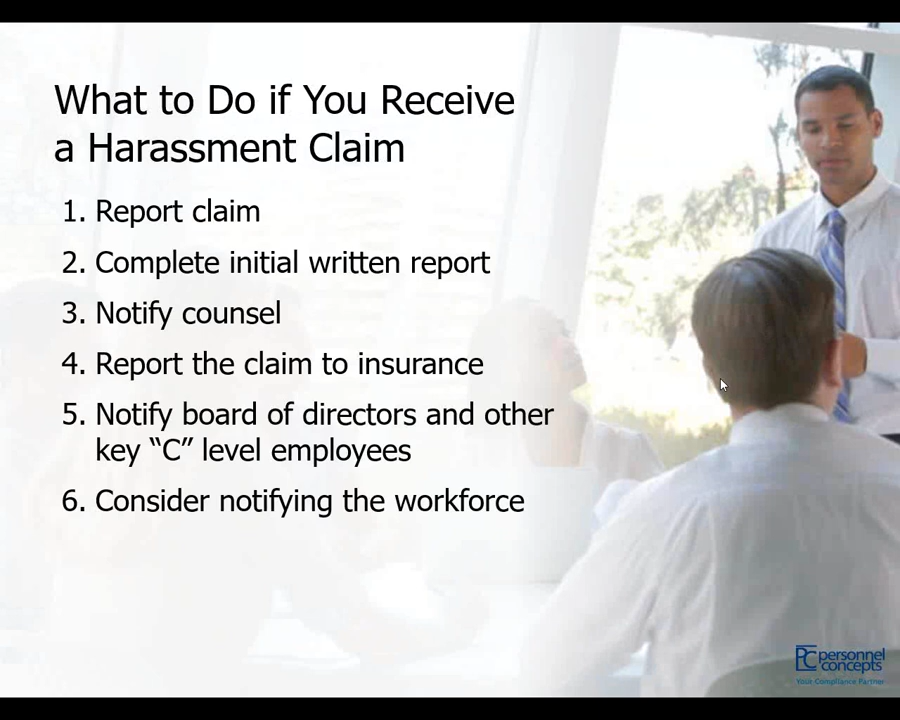 What to Do if You Receive
a Harassment Claim
1. Report claim
2. Complete initial written report
3. Notify counsel
4. Report the claim to insurance
5. Notify board of directors and other
key “C” level employees
6. Consider notifying the workforce
PC personnel
concepts
Your Compliance Partner